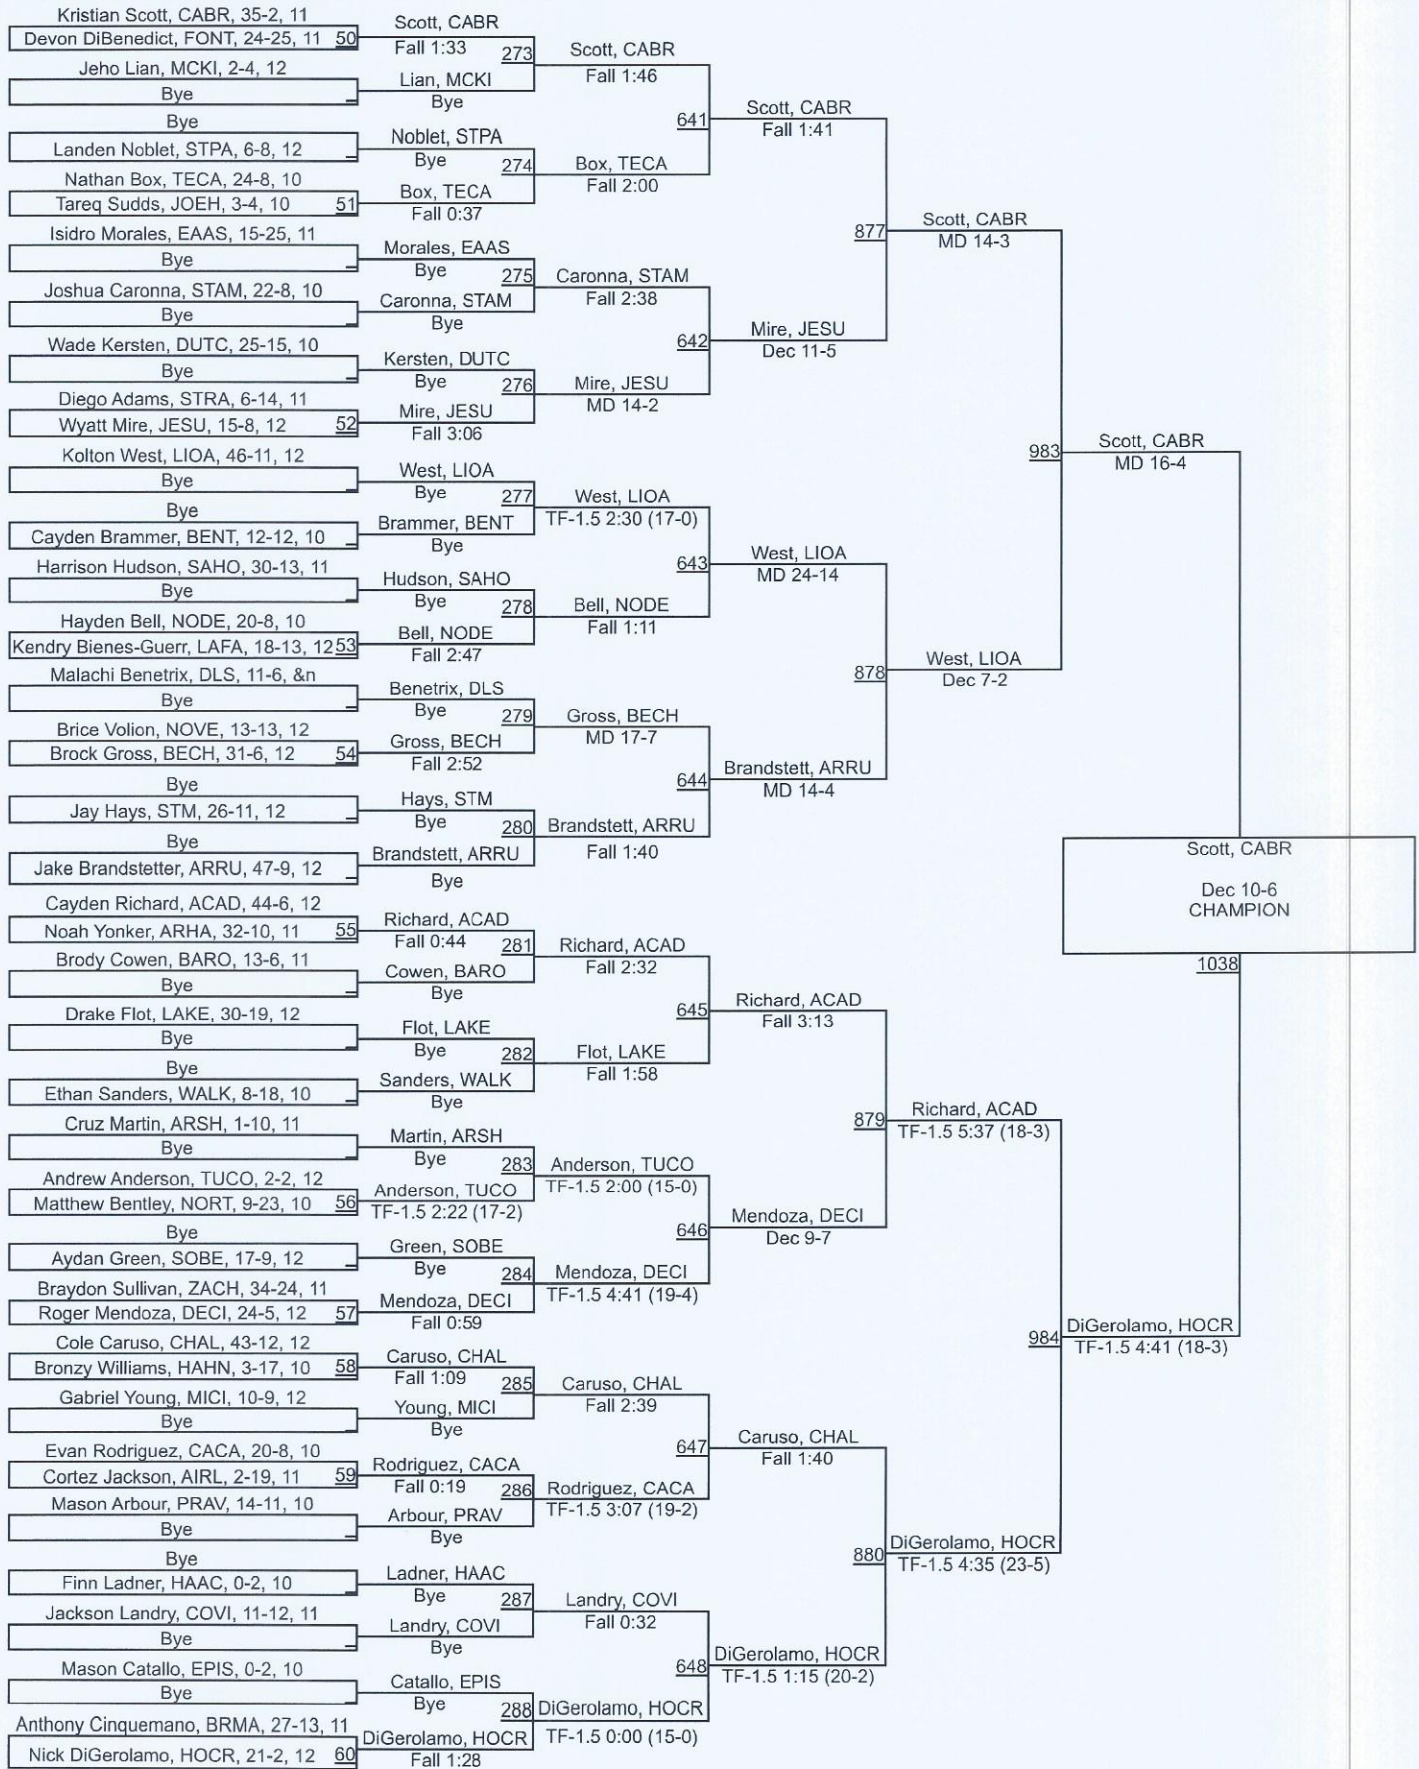 Kristian Scott, CABR, 35-2, 11
Devon DiBenedict, FONT, 24-25, 11 50
Jeho Lian, MCKI, 2-4, 12
Bye
Bye
Landen Noblet, STPA, 6-8, 12
Nathan Box, TECA, 24-8, 10
Tareq Sudds, JOEH, 3-4, 10 51
Isidro Morales, EAAS, 15-25, 11
Bye
Joshua Caronna, STAM, 22-8, 10
Bye
Wade Kersten, DUTC, 25-15, 10
Bye
Diego Adams, STRA, 6-14, 11
Wyatt Mire, JESU, 15-8, 12 52
Kolton West, LIOA, 46-11, 12
Bye
Bye
Cayden Brammer, BENT, 12-12, 10
Harrison Hudson, SAHO, 30-13, 11
Bye
Hayden Bell, NODE, 20-8, 10
Kendry Bienes-Guerr, LAFA, 18-13, 12 53
Malachi Benetrix, DLS, 11-6, &n
Bye
Brice Volion, NOVE, 13-13, 12
Brock Gross, BECH, 31-6, 12 54
Bye
Jay Hays, STM, 26-11, 12
Bye
Jake Brandstetter, ARRU, 47-9, 12
Cayden Richard, ACAD, 44-6, 12
Noah Yonker, ARHA, 32-10, 11 55
Brody Cowen, BARO, 13-6, 11
Bye
Drake Flot, LAKE, 30-19, 12
Bye
Bye
Ethan Sanders, WALK, 8-18, 10
Cruz Martin, ARSH, 1-10, 11
Bye
Andrew Anderson, TUCO, 2-2, 12
Matthew Bentley, NORT, 9-23, 10 56
Bye
Aydan Green, SOBE, 17-9, 12
Braydon Sullivan, ZACH, 34-24, 11
Roger Mendoza, DECI, 24-5, 12 57
Cole Caruso, CHAL, 43-12, 12
Bronzy Williams, HAHN, 3-17, 10 58
Gabriel Young, MICI, 10-9, 12
Bye
Evan Rodriguez, CACA, 20-8, 10
Cortez Jackson, AIRL, 2-19, 11 59
Mason Arbour, PRAV, 14-11, 10
Bye
Bye
Finn Ladner, HAAC, 0-2, 10
Jackson Landry, COVI, 11-12, 11
Bye
Mason Catallo, EPIS, 0-2, 10
Bye
Anthony Cinquemano, BRMA, 27-13, 11
Nick DiGerolamo, HOCR, 21-2, 12 60
Scott, CABR
Fall 1:33
273
Lian, MCKI
Bye
Noblet, STPA
Bye
274
Box, TECA
Fall 0:37
Morales, EAAS
Bye
275
Caronna, STAM
Bye
Kersten, DUTC
Bye
276
Mire, JESU
Fall 3:06
West, LIOA
Bye
277
Brammer, BENT
Bye
Hudson, SAHO
Bye
278
Bell, NODE
Fall 2:47
Benetrix, DLS
Bye
279
Gross, BECH
Fall 2:52
Hays, STM
Bye
280
Brandstett, ARRU
Bye
Richard, ACAD
Fall 0:44
281
Cowen, BARO
Bye
Flot, LAKE
Bye
282
Sanders, WALK
Bye
Martin, ARSH
Bye
283
Anderson, TUCO
TF-1.5 2:22 (17-2)
Green, SOBE
Bye
284
Mendoza, DECI
Fall 0:59
Caruso, CHAL
Fall 1:09
285
Young, MICI
Bye
Rodriguez, CACA
Fall 0:19
286
Arbour, PRAV
Bye
Ladner, HAAC
Bye
287
Landry, COVI
Bye
Catallo, EPIS
Bye
288
DiGerolamo, HOCR
Fall 1:28
Scott, CABR
Fall 1:46
641
Box, TECA
Fall 2:00
Caronna, STAM
Fall 2:38
642
Mire, JESU
MD 14-2
West, LIOA
TF-1.5 2:30 (17-0)
643
Bell, NODE
Fall 1:11
Gross, BECH
MD 17-7
644
Brandstett, ARRU
Fall 1:40
Richard, ACAD
Fall 2:32
645
Flot, LAKE
Fall 1:58
Anderson, TUCO
TF-1.5 2:00 (15-0)
646
Mendoza, DECI
TF-1.5 4:41 (19-4)
Caruso, CHAL
Fall 2:39
647
Rodriguez, CACA
TF-1.5 3:07 (19-2)
Landry, COVI
Fall 0:32
648
DiGerolamo, HOCR
TF-1.5 0:00 (15-0)
Scott, CABR
Fall 1:41
877
Mire, JESU
Dec 11-5
West, LIOA
MD 24-14
878
Brandstett, ARRU
MD 14-4
Richard, ACAD
Fall 3:13
879
Mendoza, DECI
Dec 9-7
Caruso, CHAL
Fall 1:40
880
DiGerolamo, HOCR
TF-1.5 1:15 (20-2)
Scott, CABR
MD 14-3
983
West, LIOA
Dec 7-2
Richard, ACAD
TF-1.5 5:37 (18-3)
984
DiGerolamo, HOCR
TF-1.5 4:35 (23-5)
Scott, CABR
MD 16-4
DiGerolamo, HOCR
TF-1.5 4:41 (18-3)
Scott, CABR
Dec 10-6
CHAMPION
1038